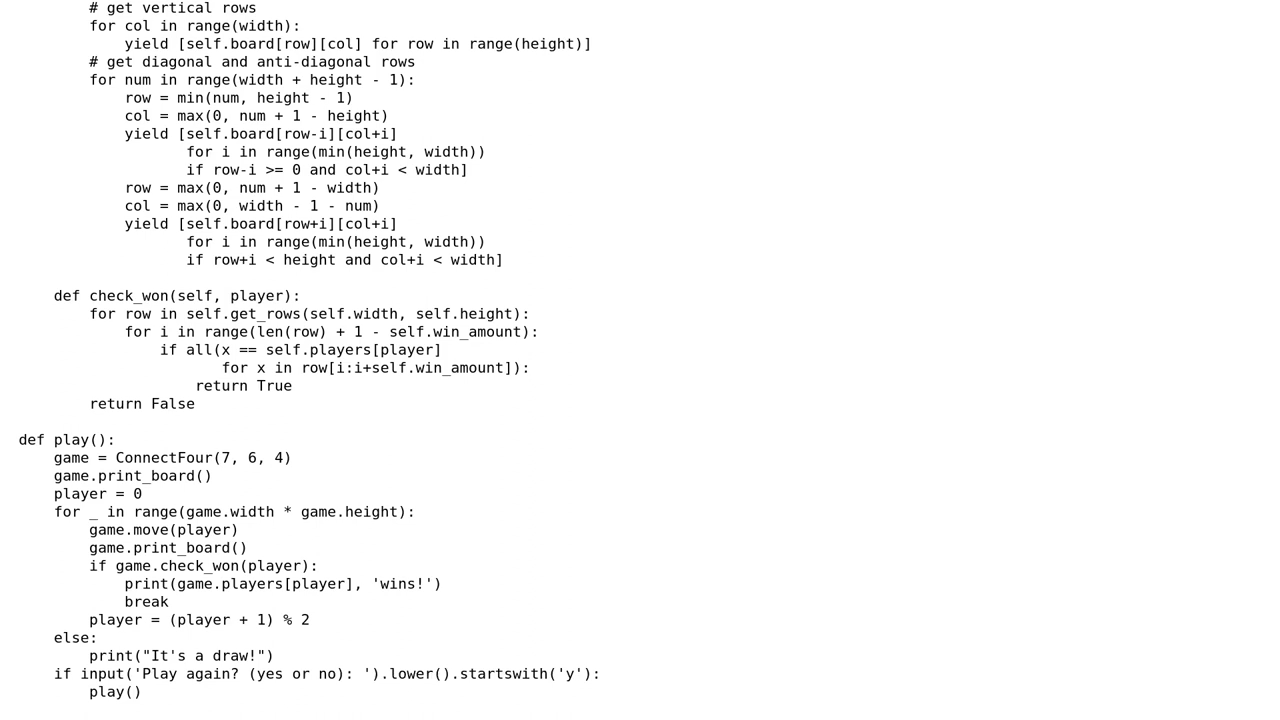 # get vertical rows
        for col in range(width):
            yield [self.board[row][col] for row in range(height)]
        # get diagonal and anti-diagonal rows
        for num in range(width + height - 1):
            row = min(num, height - 1)
            col = max(0, num + 1 - height)
            yield [self.board[row-i][col+i]
                   for i in range(min(height, width))
                   if row-i >= 0 and col+i < width]
            row = max(0, num + 1 - width)
            col = max(0, width - 1 - num)
            yield [self.board[row+i][col+i]
                   for i in range(min(height, width))
                   if row+i < height and col+i < width]

    def check_won(self, player):
        for row in self.get_rows(self.width, self.height):
            for i in range(len(row) + 1 - self.win_amount):
                if all(x == self.players[player]
                       for x in row[i:i+self.win_amount]):
                    return True
        return False

def play():
    game = ConnectFour(7, 6, 4)
    game.print_board()
    player = 0
    for _ in range(game.width * game.height):
        game.move(player)
        game.print_board()
        if game.check_won(player):
            print(game.players[player], 'wins!')
            break
        player = (player + 1) % 2
    else:
        print("It's a draw!")
    if input('Play again? (yes or no): ').lower().startswith('y'):
        play()